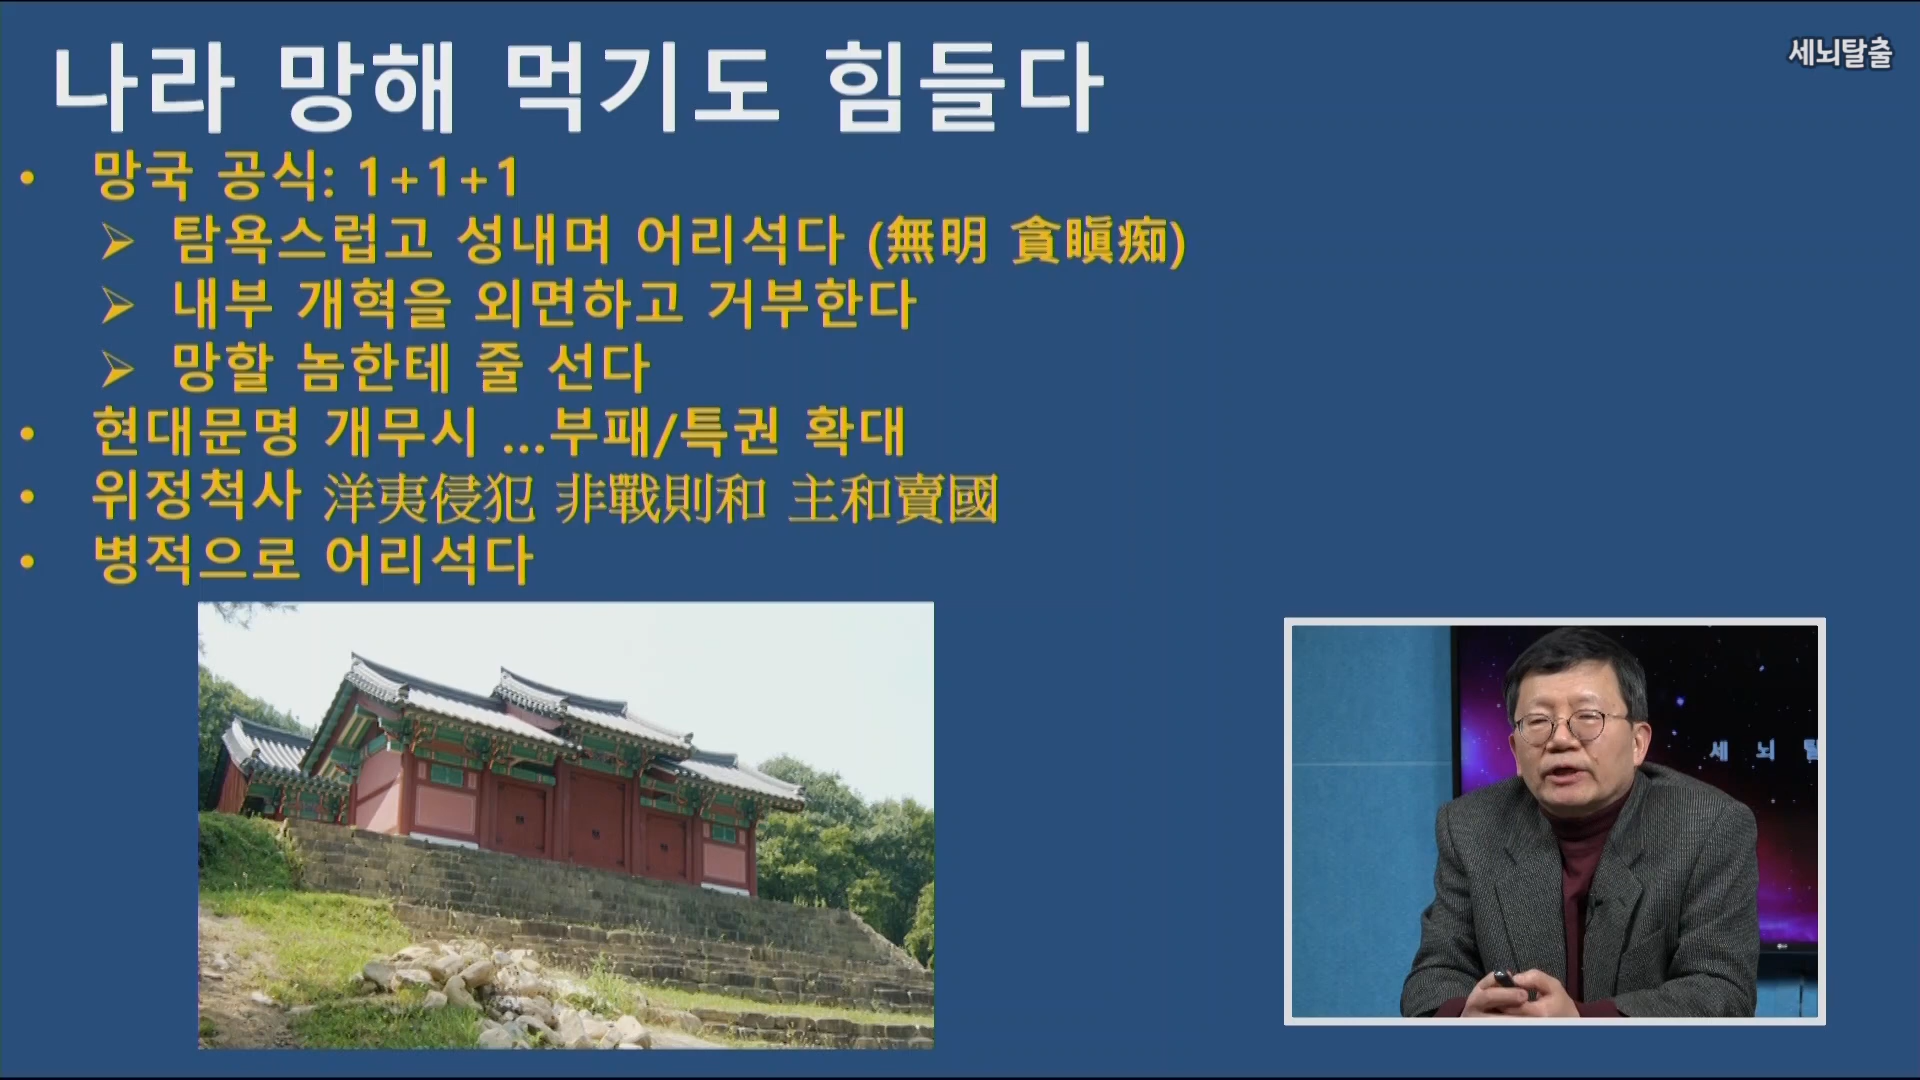 세뇌탈출
나라 망해 먹기도 힘들다
• 망국 공식: 1+1+1
➢ 탐욕스럽고 성내며 어리석다 (無明 貪瞋痴)
➢ 내부 개혁을 외면하고 거부한다
➢ 망할 놈한테 줄 선다
• 현대문명 개무시 ...부패/특권 확대
• 위정척사 洋夷侵犯 非戰則和 主和賣國
• 병적으로 어리석다
세 뇌 탈